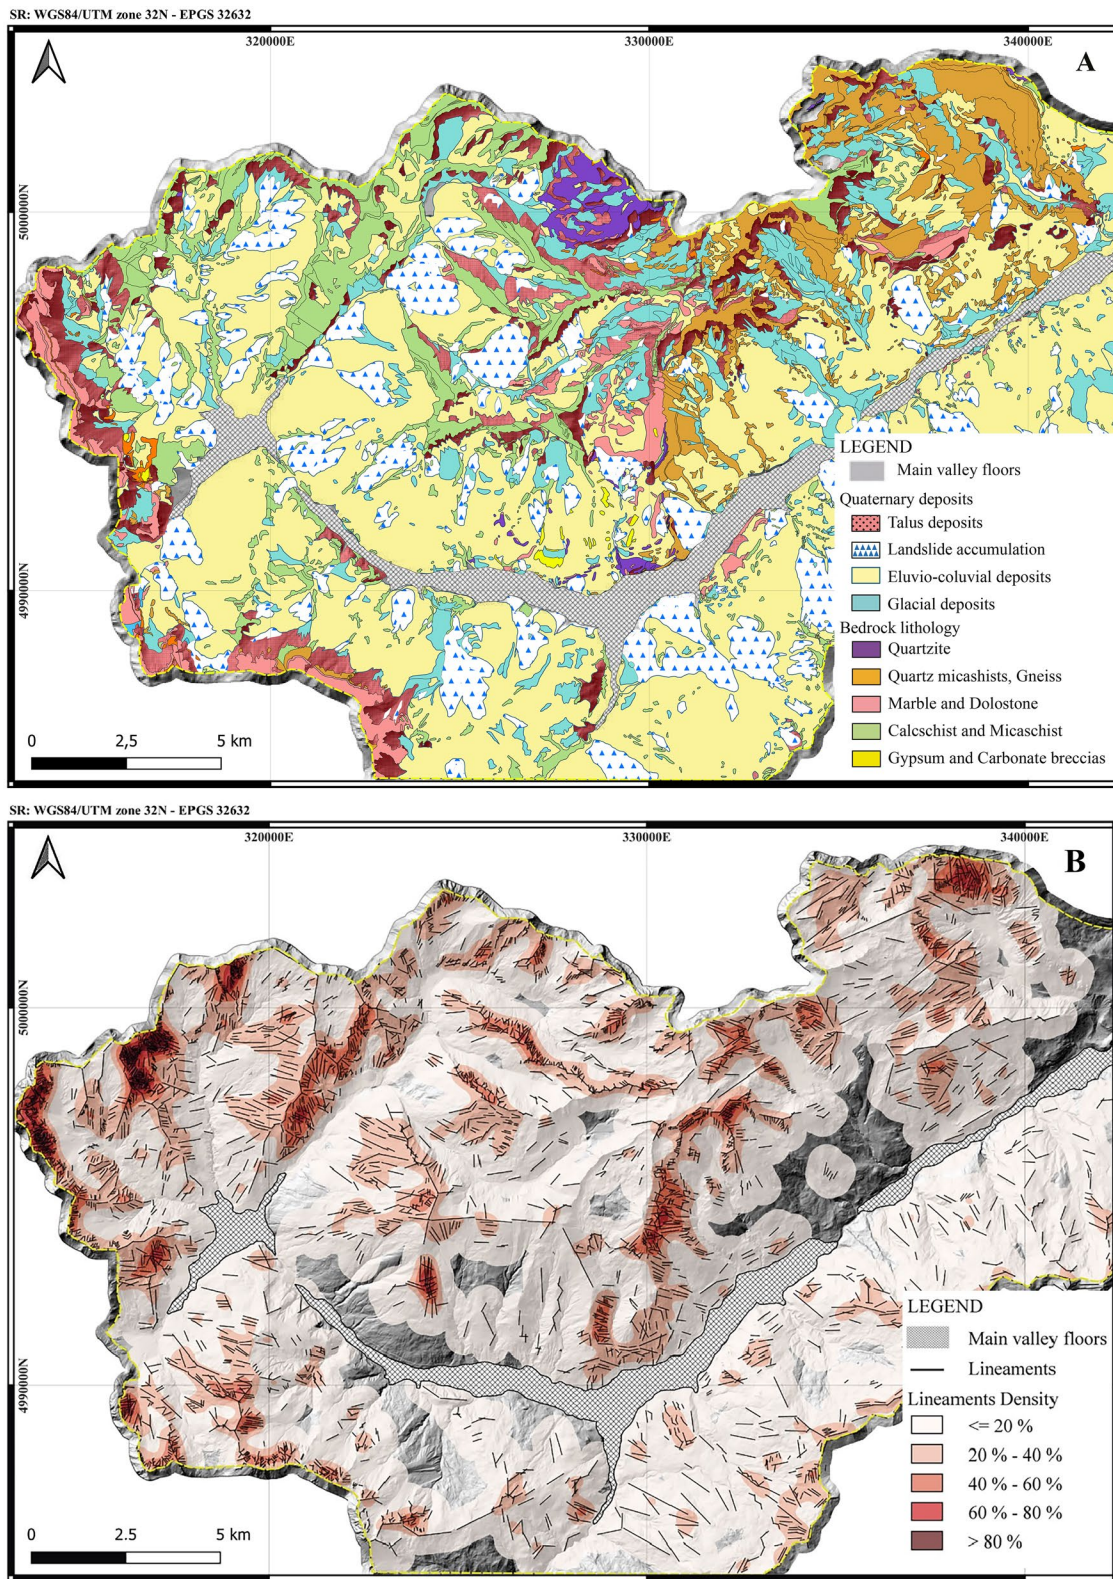 SR: WGS84/UTM zone 32N - EPGS 32632
320000E 330000E 340000E
A
5000000N
4990000N
LEGEND
Main valley floors
Quaternary deposits
Talus deposits
Landslide accumulation
Eluvio-coluvial deposits
Glacial deposits
Bedrock lithology
Quartzite
Quartz micashists, Gneiss
Marble and Dolostone
Calcschist and Micaschist
Gypsum and Carbonate breccias
0 2,5 5 km
SR: WGS84/UTM zone 32N - EPGS 32632
320000E 330000E 340000E
B
5000000N
4990000N
LEGEND
Main valley floors
Lineaments
Lineaments Density
<= 20 %
20 % - 40 %
40 % - 60 %
60 % - 80 %
> 80 %
0 2.5 5 km